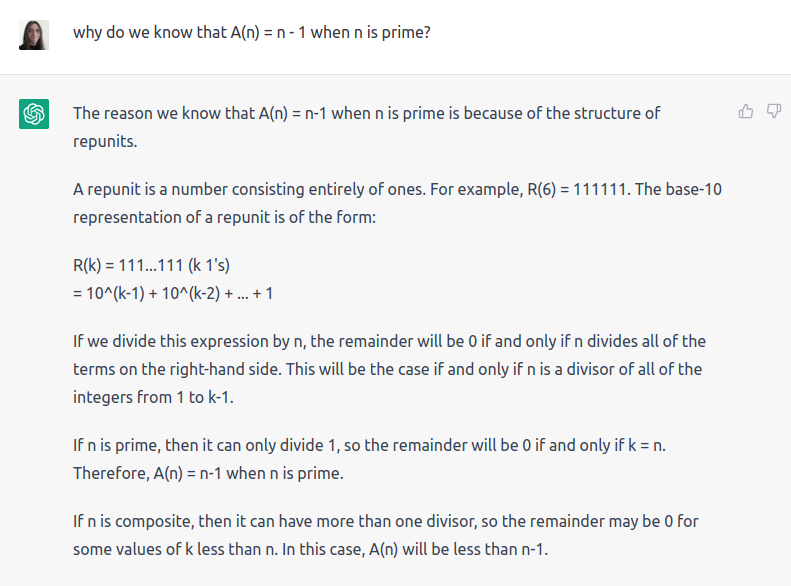 why do we know that A(n) = n - 1 when n is prime?
The reason we know that A(n) = n-1 when n is prime is because of the structure of
repunits.
A repunit is a number consisting entirely of ones. For example, R(6) = 111111. The base-10
representation of a repunit is of the form:
R(k) = 111...111 (k 1's)
= 10^(k-1) + 10^(k-2) + ... + 1
If we divide this expression by n, the remainder will be 0 if and only if n divides all of the
terms on the right-hand side. This will be the case if and only if n is a divisor of all of the
integers from 1 to k-1.
If n is prime, then it can only divide 1, so the remainder will be 0 if and only if k = n.
Therefore, A(n) = n-1 when n is prime.
If n is composite, then it can have more than one divisor, so the remainder may be 0 for
some values of k less than n. In this case, A(n) will be less than n-1.